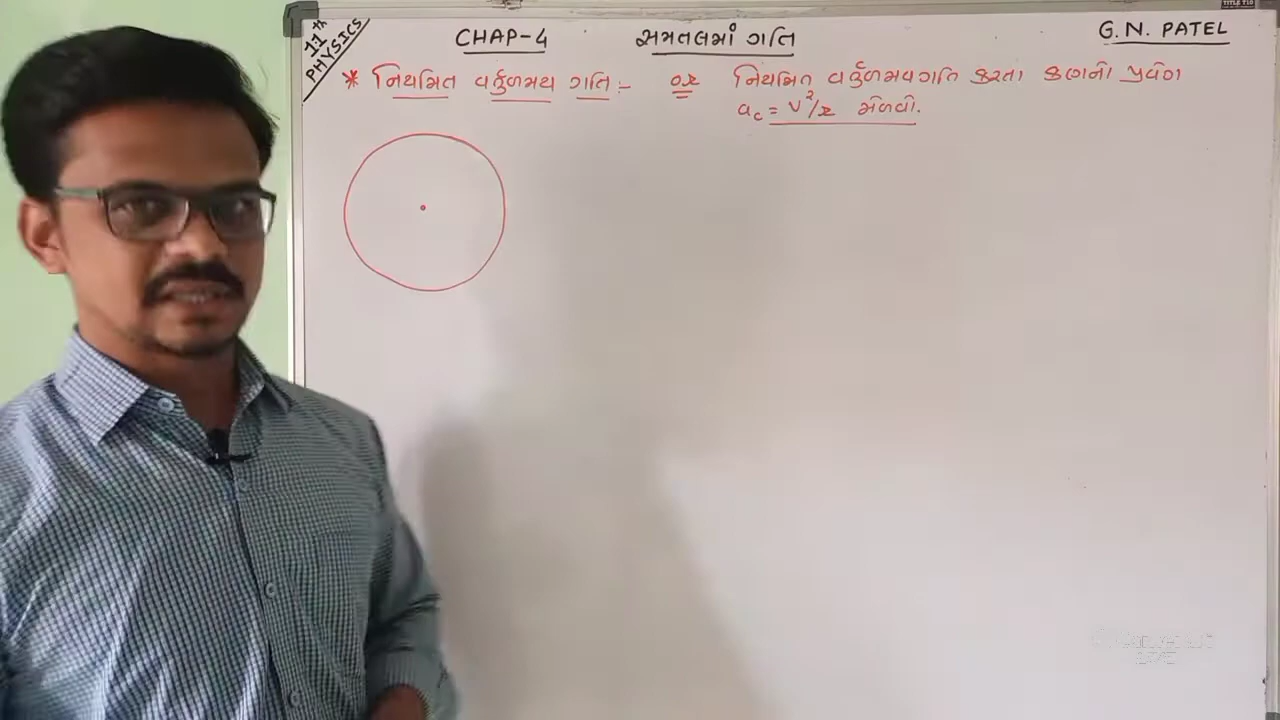 11th
PHYSICS
CHAP-4 સમતલમાં ગતિ
G. N. PATEL
* નિયમિત વર્તુળમય ગતિ :- or નિયમિત વર્તુળમયગતિ કરતા કણનો પ્રવેગ
ac = v²/r મેળવો.